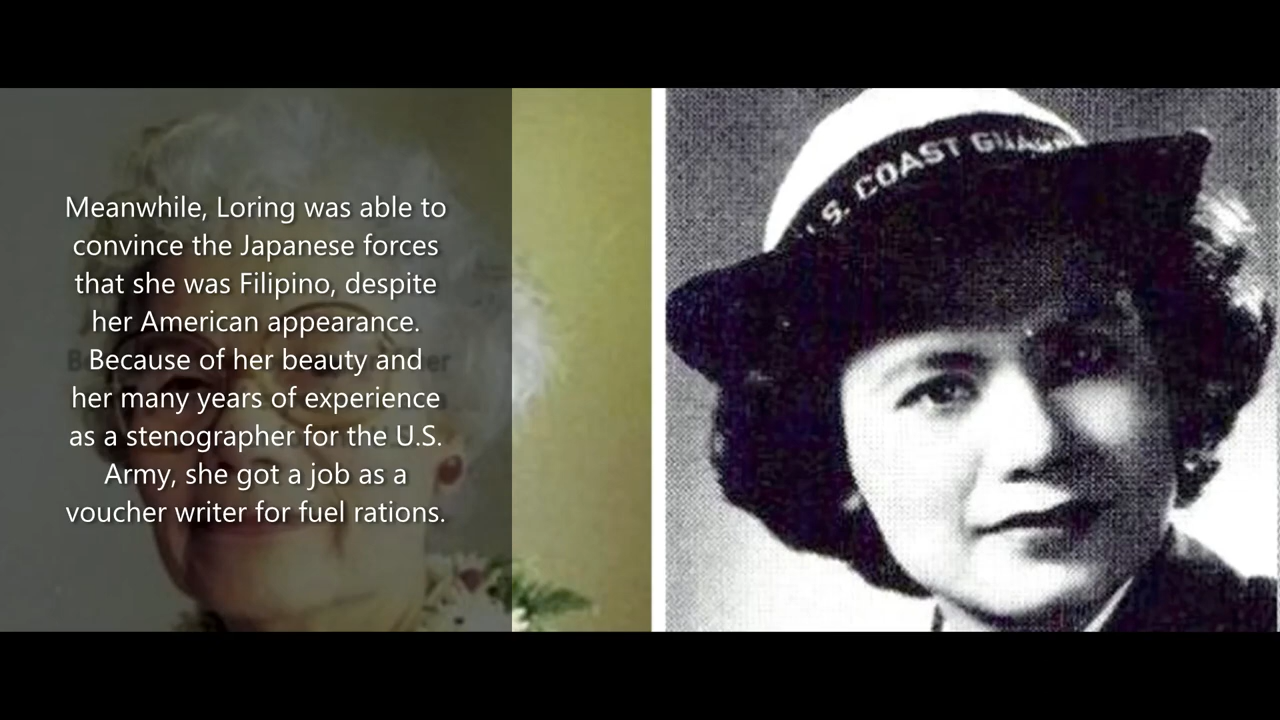 Meanwhile, Loring was able to
convince the Japanese forces
that she was Filipino, despite
her American appearance.
Because of her beauty and
her many years of experience
as a stenographer for the U.S.
Army, she got a job as a
voucher writer for fuel rations.
S. COAST GUARD